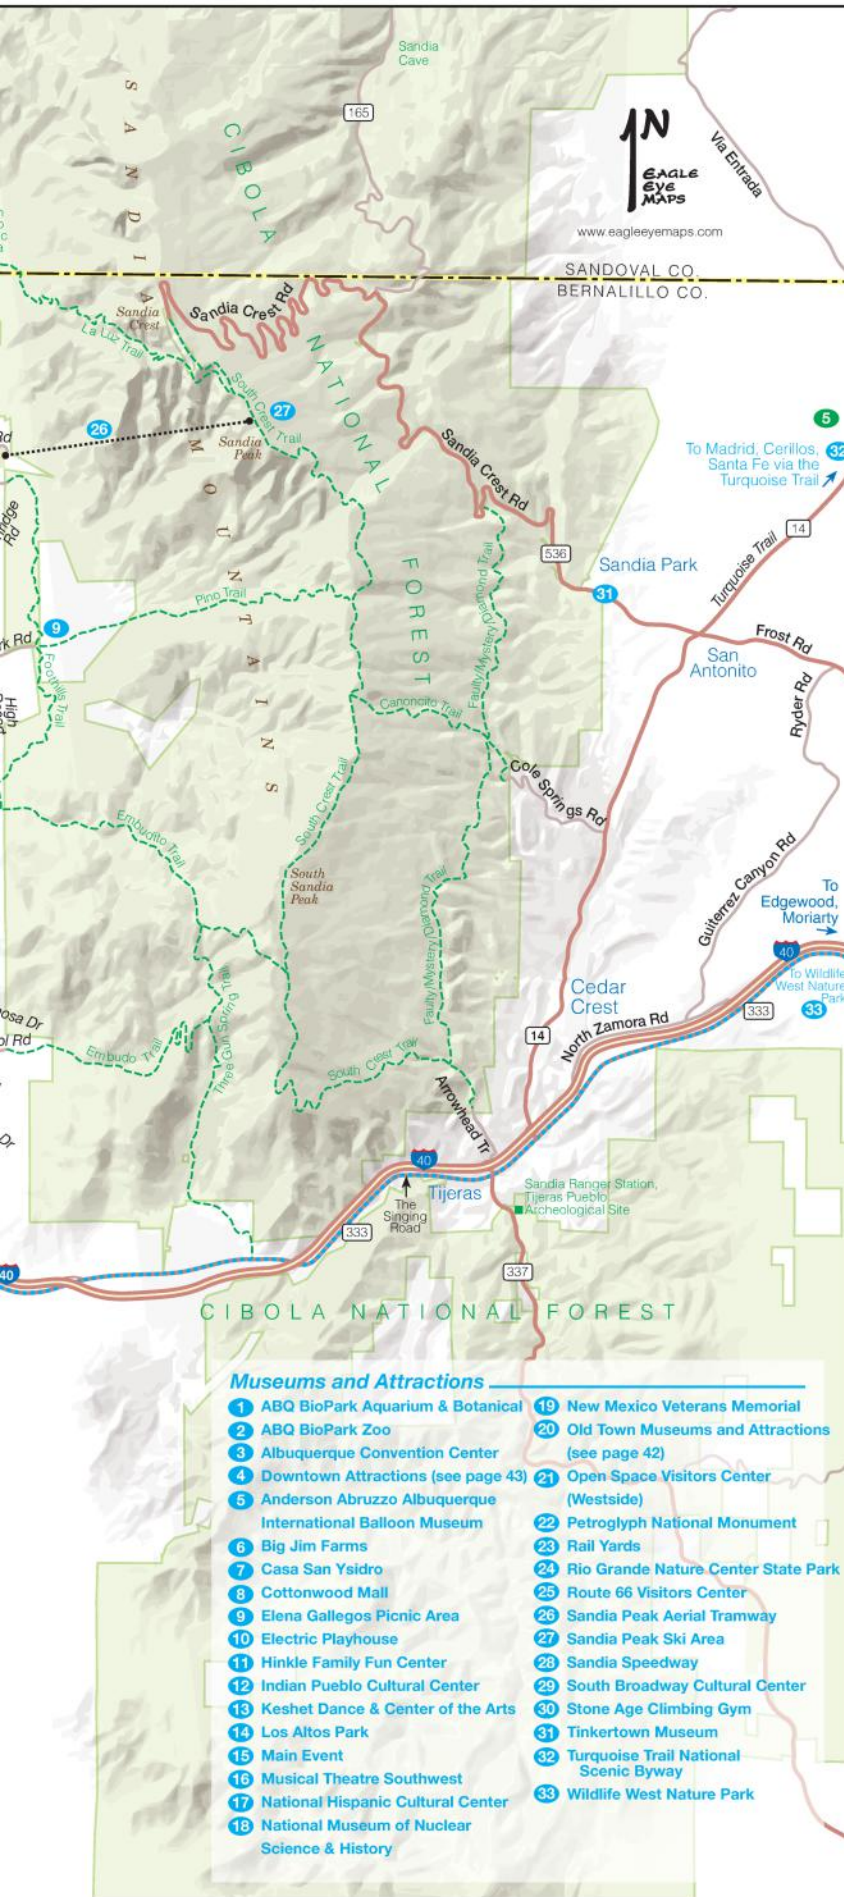 Sandia
Cave
165
S A N D I A
CIBOLA
N
EAGLE
EYE
MAPS
www.eagleeyemaps.com
Via Entrada
SANDOVAL CO.
BERNALILLO CO.
Sandia Crest Rd
Sandia
Crest
La Luz Trail
South Crest Trail
NATIONAL
27
26
Sandia
Peak
Rd
5
To Madrid, Cerillos,
Santa Fe via the
Turquoise Trail
32
Sandia Crest Rd
14
M O U N T A I N S
536
Sandia Park
31
Turquoise Trail
FOREST
Faulty/Mystery/Diamond Trail
Pino Trail
9
rk Rd
Frost Rd
San
Antonito
Foothills Trail
Ryder Rd
High
Canoncito Trail
Cole Springs Rd
South Crest Trail
Embudito Trail
South
Sandia
Peak
Faulty/Mystery/Diamond Trail
Guiterrez Canyon Rd
To
Edgewood,
Moriarty
40
To Wildlife
West Nature
Park
33
333
Cedar
Crest
North Zamora Rd
14
osa Dr
ol Rd
Embudo Trail
Three Gun Spring Trail
South Crest Trail
Arrowhead Tr
Dr
40
Tijeras
The
Singing
Road
333
Sandia Ranger Station,
Tijeras Pueblo
Archeological Site
337
40
CIBOLA NATIONAL FOREST
Museums and Attractions
1 ABQ BioPark Aquarium & Botanical
2 ABQ BioPark Zoo
3 Albuquerque Convention Center
4 Downtown Attractions (see page 43)
5 Anderson Abruzzo Albuquerque
International Balloon Museum
6 Big Jim Farms
7 Casa San Ysidro
8 Cottonwood Mall
9 Elena Gallegos Picnic Area
10 Electric Playhouse
11 Hinkle Family Fun Center
12 Indian Pueblo Cultural Center
13 Keshet Dance & Center of the Arts
14 Los Altos Park
15 Main Event
16 Musical Theatre Southwest
17 National Hispanic Cultural Center
18 National Museum of Nuclear
Science & History
19 New Mexico Veterans Memorial
20 Old Town Museums and Attractions
(see page 42)
21 Open Space Visitors Center
(Westside)
22 Petroglyph National Monument
23 Rail Yards
24 Rio Grande Nature Center State Park
25 Route 66 Visitors Center
26 Sandia Peak Aerial Tramway
27 Sandia Peak Ski Area
28 Sandia Speedway
29 South Broadway Cultural Center
30 Stone Age Climbing Gym
31 Tinkertown Museum
32 Turquoise Trail National
Scenic Byway
33 Wildlife West Nature Park